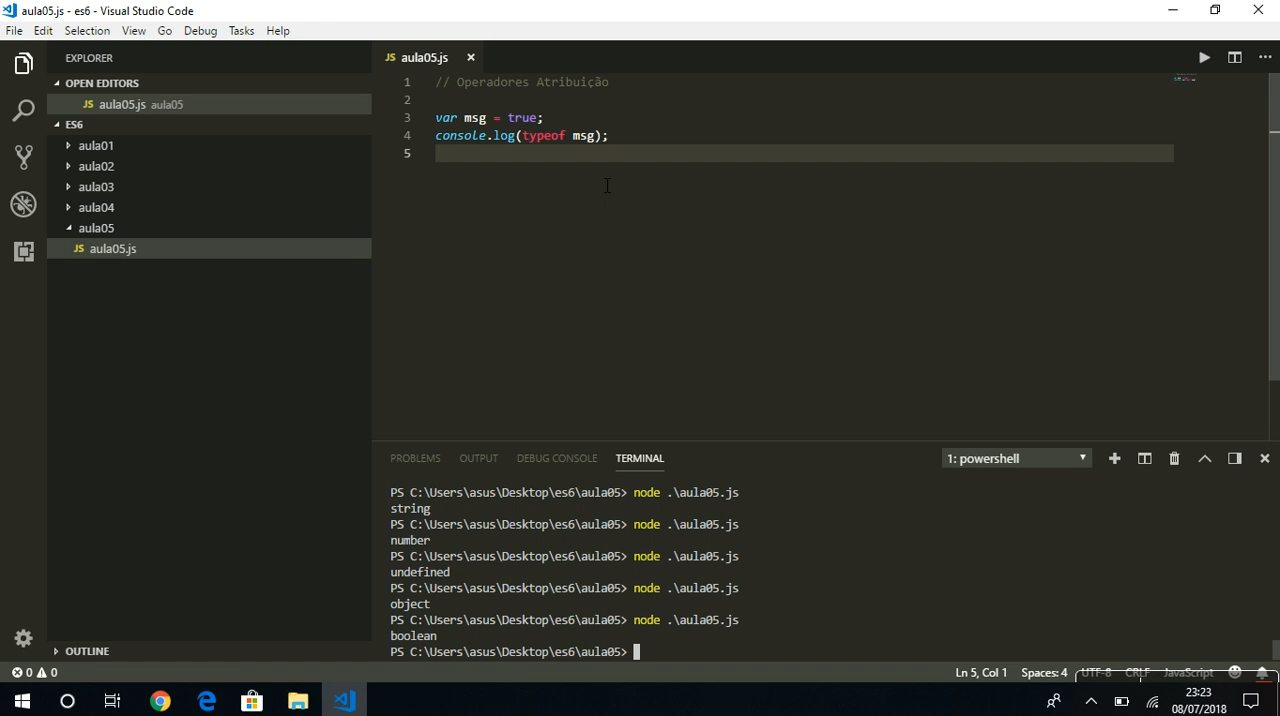 aula05.js - es6 - Visual Studio Code
File Edit Selection View Go Debug Tasks Help
EXPLORER
OPEN EDITORS
JS aula05.js aula05
ES6
aula01
aula02
aula03
aula04
aula05
JS aula05.js
OUTLINE
JS aula05.js
1 // Operadores Atribuição
2
3 var msg = true;
4 console.log(typeof msg);
5
PROBLEMS OUTPUT DEBUG CONSOLE TERMINAL 1: powershell
PS C:\Users\asus\Desktop\es6\aula05> node .\aula05.js
string
PS C:\Users\asus\Desktop\es6\aula05> node .\aula05.js
number
PS C:\Users\asus\Desktop\es6\aula05> node .\aula05.js
undefined
PS C:\Users\asus\Desktop\es6\aula05> node .\aula05.js
object
PS C:\Users\asus\Desktop\es6\aula05> node .\aula05.js
boolean
PS C:\Users\asus\Desktop\es6\aula05>
0 0 Ln 5, Col 1 Spaces: 4 UTF-8 CRLF JavaScript
23:23
08/07/2018